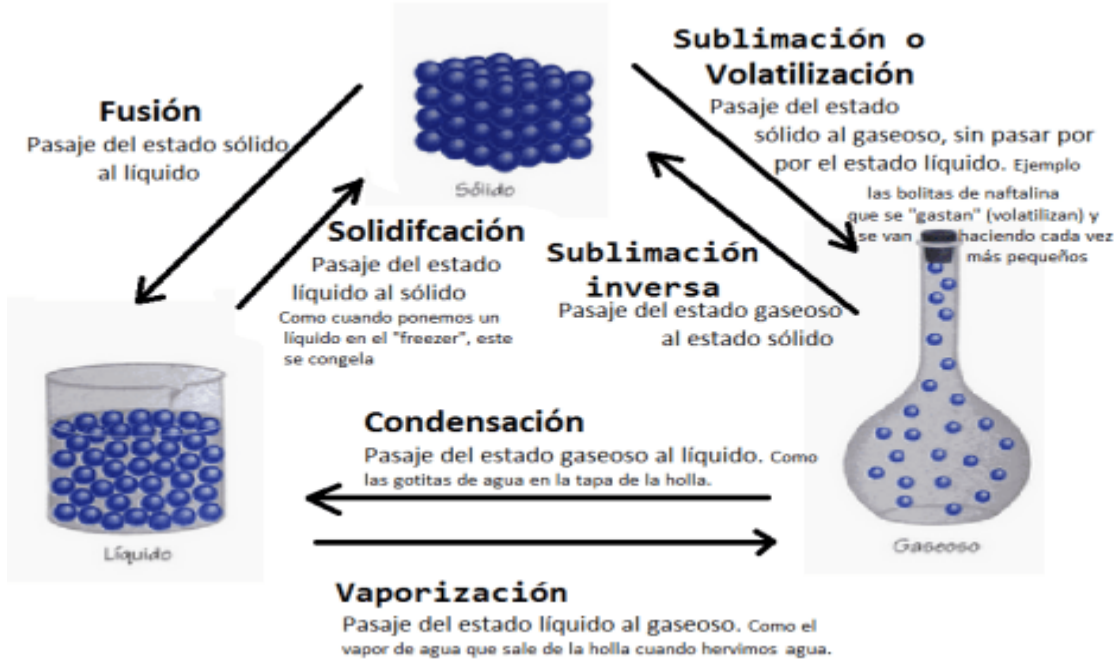 Fusión
Pasaje del estado sólido
al líquido
Sólido
Sublimación o
Volatilización
Pasaje del estado
sólido al gaseoso, sin pasar por
por el estado líquido. Ejemplo
las bolitas de naftalina
que se "gastan" (volatilizan) y
se van haciendo cada vez
más pequeños
Solidifcación
Pasaje del estado
líquido al sólido
Como cuando ponemos un
líquido en el "freezer", este
se congela
Sublimación
inversa
Pasaje del estado gaseoso
al estado sólido
Condensación
Pasaje del estado gaseoso al líquido. Como
las gotitas de agua en la tapa de la holla.
Líquido
Gaseoso
Vaporización
Pasaje del estado líquido al gaseoso. Como el
vapor de agua que sale de la holla cuando hervimos agua.